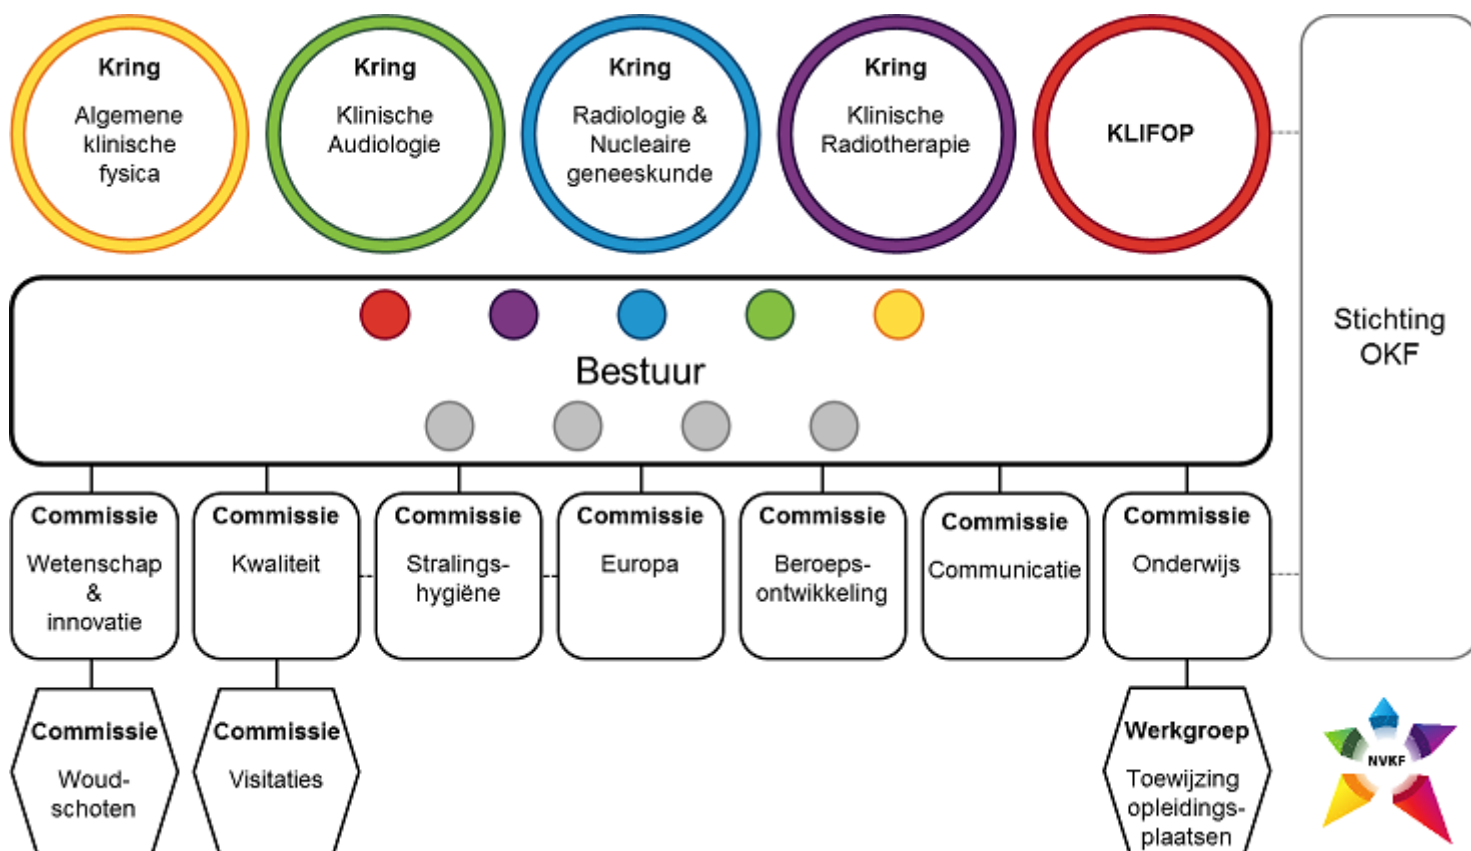 Kring
Algemene
klinische
fysica
Kring
Klinische
Audiologie
Kring
Radiologie &
Nucleaire
geneeskunde
Kring
Klinische
Radiotherapie
KLIFOP
Stichting
OKF
Bestuur
Commissie
Wetenschap
&
innovatie
Commissie
Kwaliteit
Commissie
Stralings-
hygiëne
Commissie
Europa
Commissie
Beroeps-
ontwikkeling
Commissie
Communicatie
Commissie
Onderwijs
Commissie
Woud-
schoten
Commissie
Visitaties
Werkgroep
Toewijzing
opleidings-
plaatsen
NVKF